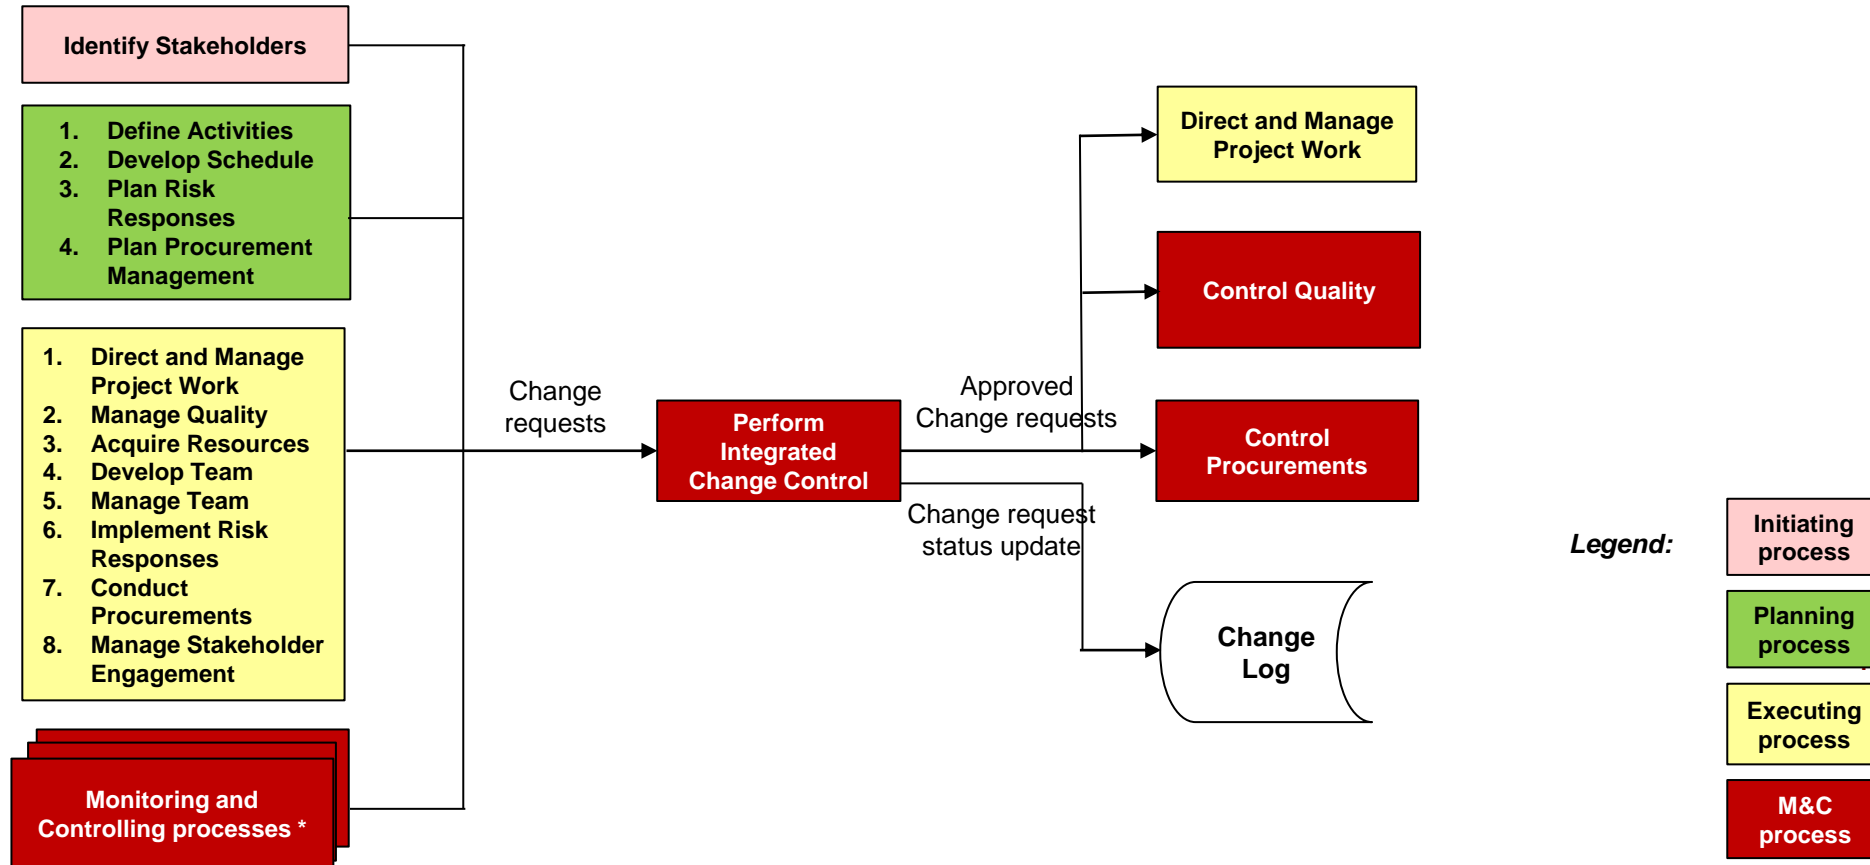 Identify Stakeholders
1. Define Activities
2. Develop Schedule
3. Plan Risk
Responses
4. Plan Procurement
Management
1. Direct and Manage
Project Work
2. Manage Quality
3. Acquire Resources
4. Develop Team
5. Manage Team
6. Implement Risk
Responses
7. Conduct
Procurements
8. Manage Stakeholder
Engagement
Monitoring and
Controlling processes *
Change
requests
Perform
Integrated
Change Control
Approved
Change requests
Change request
status update
Direct and Manage
Project Work
Control Quality
Control
Procurements
Change
Log
Legend:
Initiating
process
Planning
process
Executing
process
M&C
process